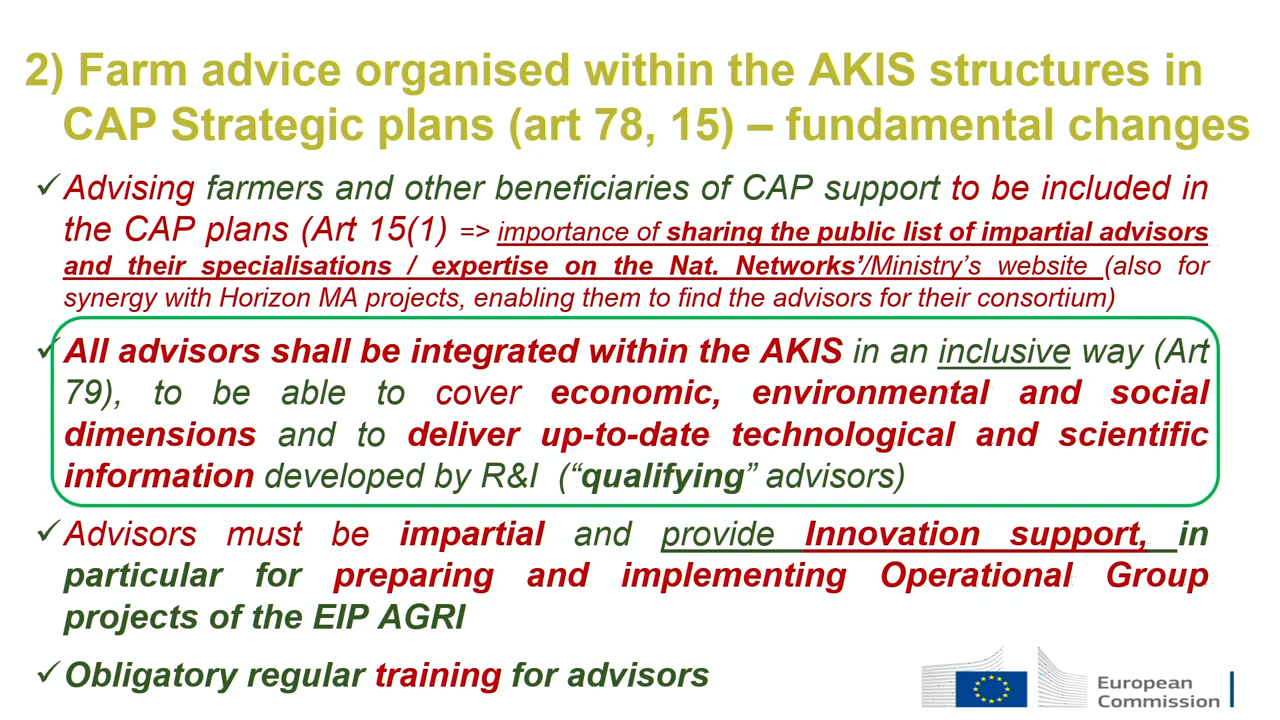 2) Farm advice organised within the AKIS structures in
CAP Strategic plans (art 78, 15) – fundamental changes
✓ Advising farmers and other beneficiaries of CAP support to be included in
the CAP plans (Art 15(1) => importance of sharing the public list of impartial advisors
and their specialisations / expertise on the Nat. Networks’/Ministry’s website (also for
synergy with Horizon MA projects, enabling them to find the advisors for their consortium)
✓ All advisors shall be integrated within the AKIS in an inclusive way (Art
79), to be able to cover economic, environmental and social
dimensions and to deliver up-to-date technological and scientific
information developed by R&I (“qualifying” advisors)
✓ Advisors must be impartial and provide Innovation support, in
particular for preparing and implementing Operational Group
projects of the EIP AGRI
✓ Obligatory regular training for advisors
European
Commission